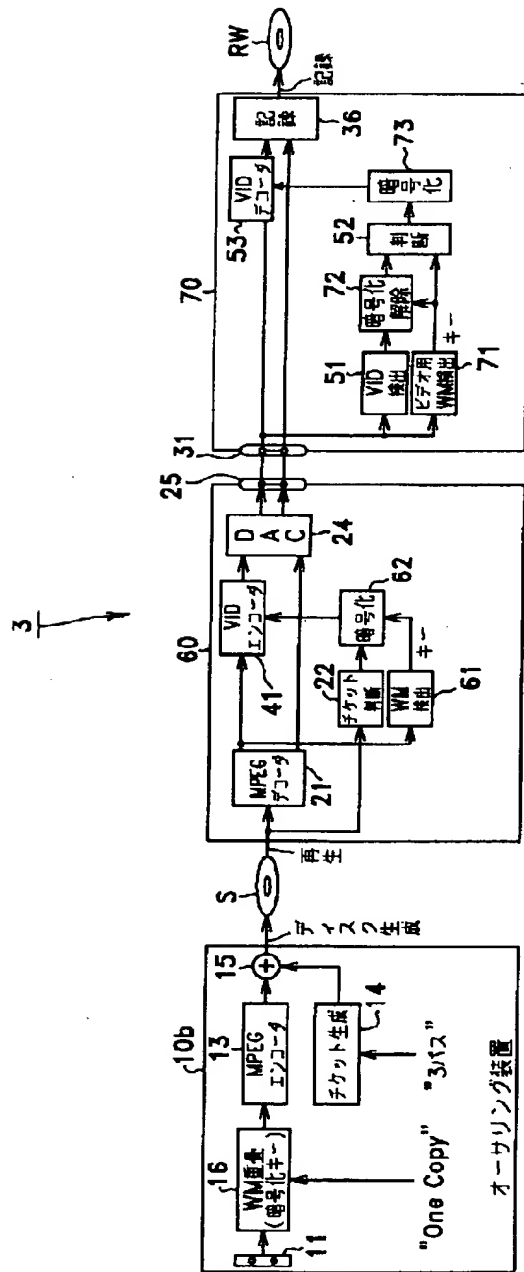 3
10b
11
16
WM重畳
(暗号化キー)
"One Copy"
13
MPEG
エンコーダ
15
14
チケット生成
"3パス"
オーサリング装置
ディスク生成
S
再生
60
21
MPEG
デコーダ
41
VID
エンコーダ
22
チケット
判断
62
暗号化
キー
61
WM
検出
24
DAC
25
31
70
53
VID
デコーダ
51
VID
検出
72
暗号化
解除
52
判断
73
暗号化
キー
71
ビデオ用
WM検出
36
記録
記録
RW